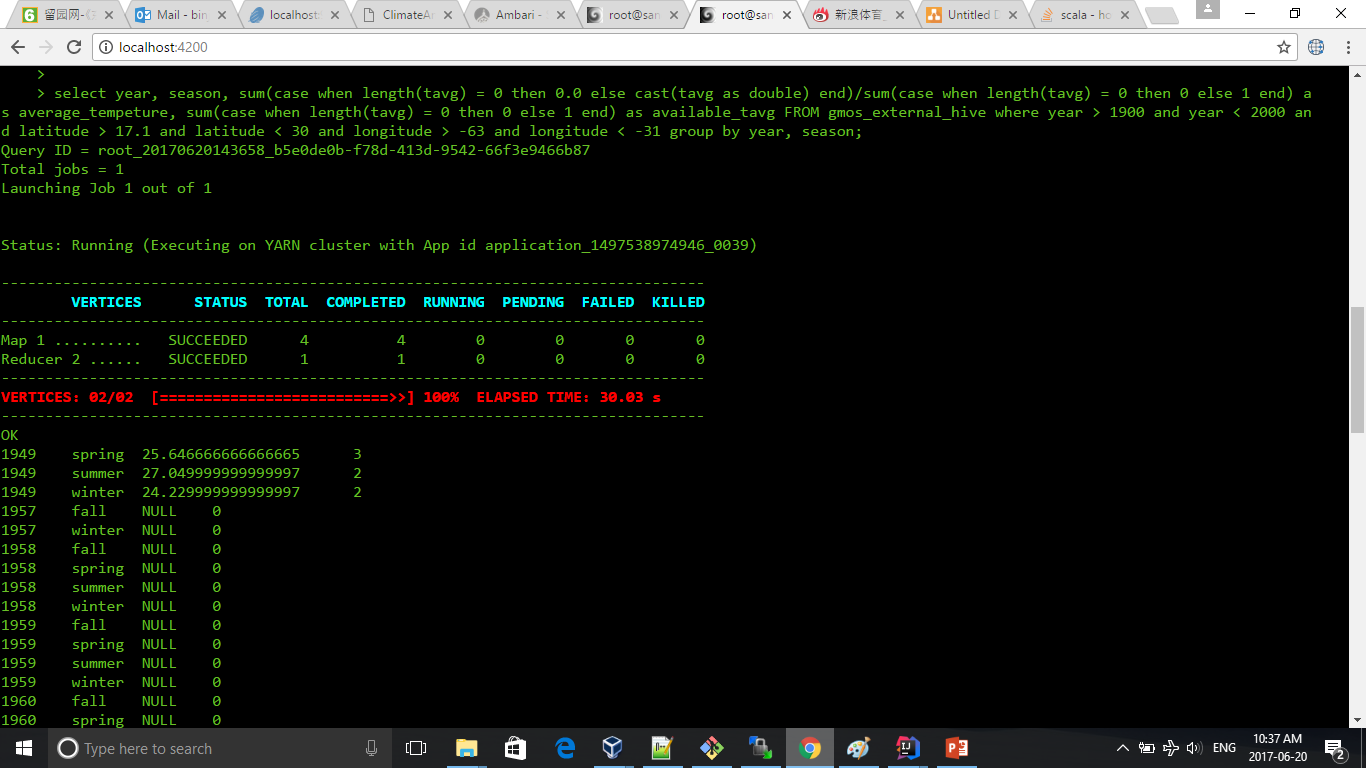 留园网-6
Mail - bin
localhost:
ClimateAn
Ambari -
root@san
root@sa
新浪体育_
Untitled D
scala - ho
localhost:4200
>
> select year, season, sum(case when length(tavg) = 0 then 0.0 else cast(tavg as double) end)/sum(case when length(tavg) = 0 then 0 else 1 end) a
s average_tempeture, sum(case when length(tavg) = 0 then 0 else 1 end) as available_tavg FROM gmos_external_hive where year > 1900 and year < 2000 an
d latitude > 17.1 and latitude < 30 and longitude > -63 and longitude < -31 group by year, season;
Query ID = root_20170620143658_b5e0de0b-f78d-413d-9542-66f3e9466b87
Total jobs = 1
Launching Job 1 out of 1
Status: Running (Executing on YARN cluster with App id application_1497538974946_0039)
--------------------------------------------------------------------------------
VERTICES STATUS TOTAL COMPLETED RUNNING PENDING FAILED KILLED
--------------------------------------------------------------------------------
Map 1 .......... SUCCEEDED 4 4 0 0 0 0
Reducer 2 ...... SUCCEEDED 1 1 0 0 0 0
--------------------------------------------------------------------------------
VERTICES: 02/02 [==========================>>] 100% ELAPSED TIME: 30.03 s
--------------------------------------------------------------------------------
OK
1949 spring 25.646666666666665 3
1949 summer 27.049999999999997 2
1949 winter 24.229999999999997 2
1957 fall NULL 0
1957 winter NULL 0
1958 fall NULL 0
1958 spring NULL 0
1958 summer NULL 0
1958 winter NULL 0
1959 fall NULL 0
1959 spring NULL 0
1959 summer NULL 0
1959 winter NULL 0
1960 fall NULL 0
1960 spring NULL 0
Type here to search
ENG
10:37 AM
2017-06-20
2